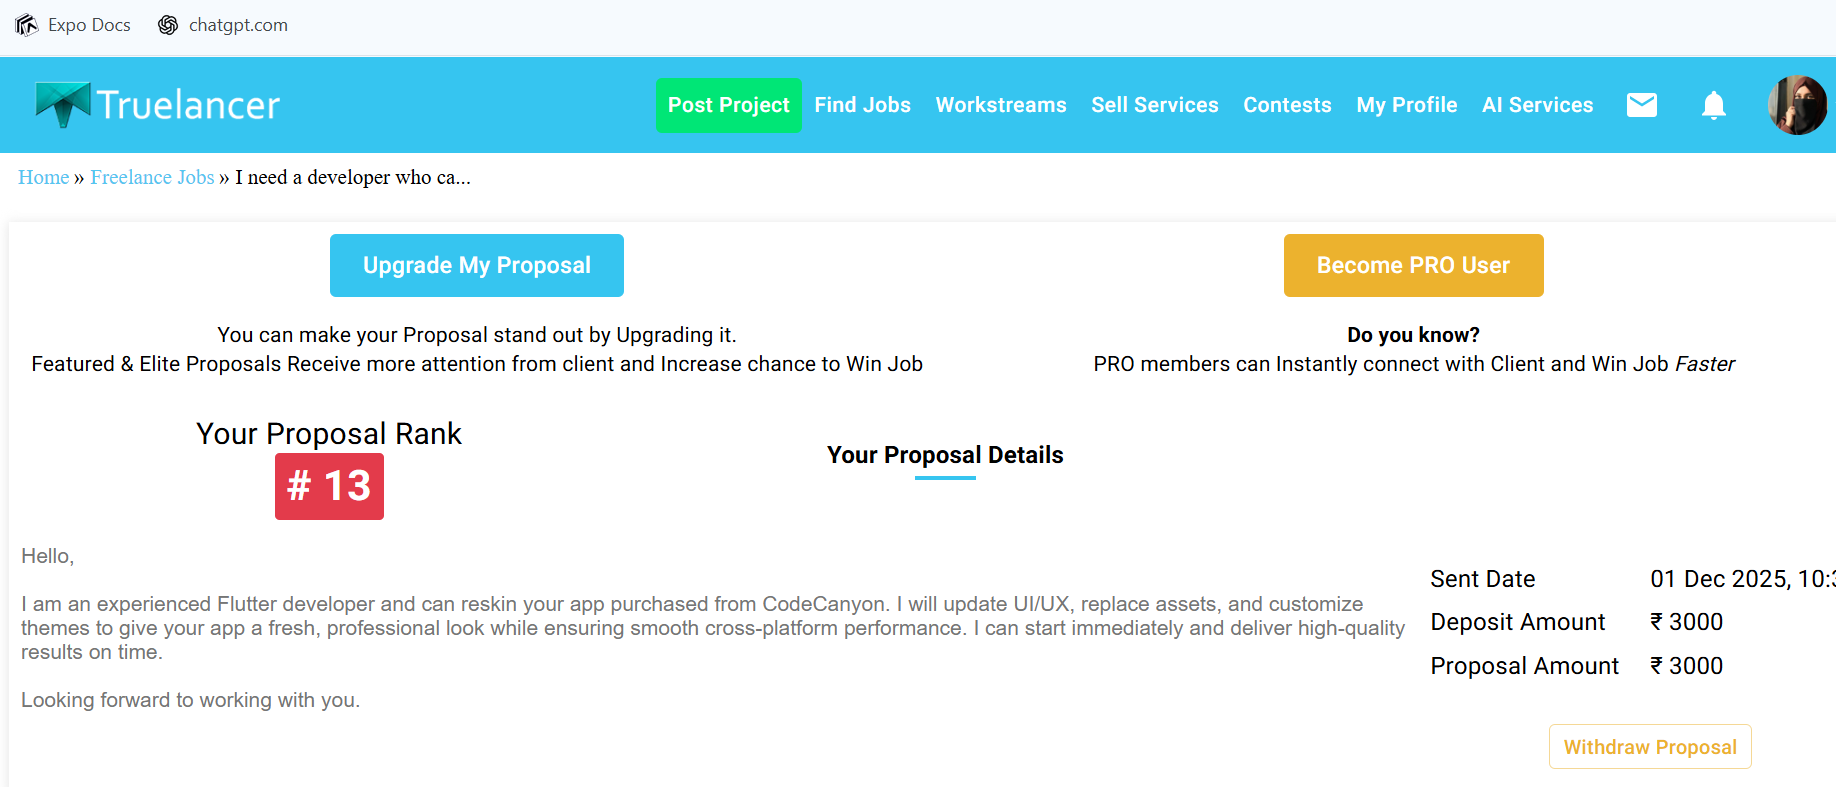 Expo Docs chatgpt.com
Truelancer Post Project Find Jobs Workstreams Sell Services Contests My Profile AI Services
Home » Freelance Jobs » I need a developer who ca...
Upgrade My Proposal
You can make your Proposal stand out by Upgrading it.
Featured & Elite Proposals Receive more attention from client and Increase chance to Win Job
Become PRO User
Do you know?
PRO members can Instantly connect with Client and Win Job Faster
Your Proposal Rank
# 13
Your Proposal Details
Hello,
I am an experienced Flutter developer and can reskin your app purchased from CodeCanyon. I will update UI/UX, replace assets, and customize
themes to give your app a fresh, professional look while ensuring smooth cross-platform performance. I can start immediately and deliver high-quality
results on time.
Looking forward to working with you.
Sent Date 01 Dec 2025,
Deposit Amount ₹ 3000
Proposal Amount ₹ 3000
Withdraw Proposal